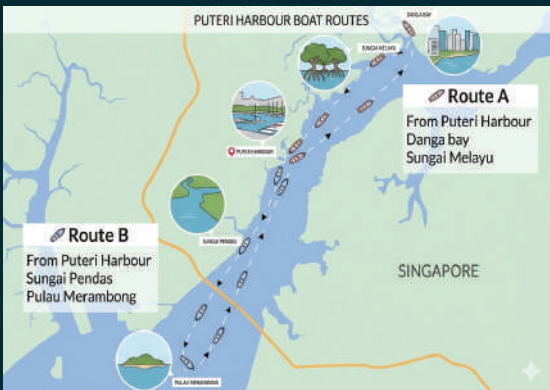 PUTERI HARBOUR BOAT ROUTES
DANGA BAY
SUNGAI MELAYU
Route A
From Puteri Harbour
Danga bay
Sungai Melayu
PUTERI HARBOUR
SUNGAI PENDAS
Route B
From Puteri Harbour
Sungai Pendas
Pulau Merambong
SINGAPORE
PULAU MERAMBONG